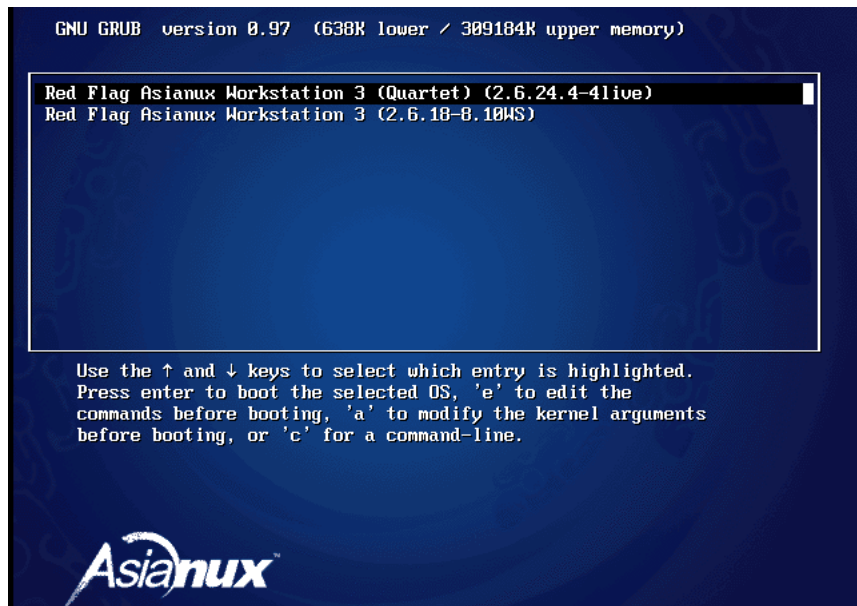 GNU GRUB version 0.97 (638K lower / 309184K upper memory)
Red Flag Asianux Workstation 3 (Quartet) (2.6.24.4-4live)
Red Flag Asianux Workstation 3 (2.6.18-8.10WS)
Use the ↑ and ↓ keys to select which entry is highlighted.
Press enter to boot the selected OS, 'e' to edit the
commands before booting, 'a' to modify the kernel arguments
before booting, or 'c' for a command-line.
Asianux™